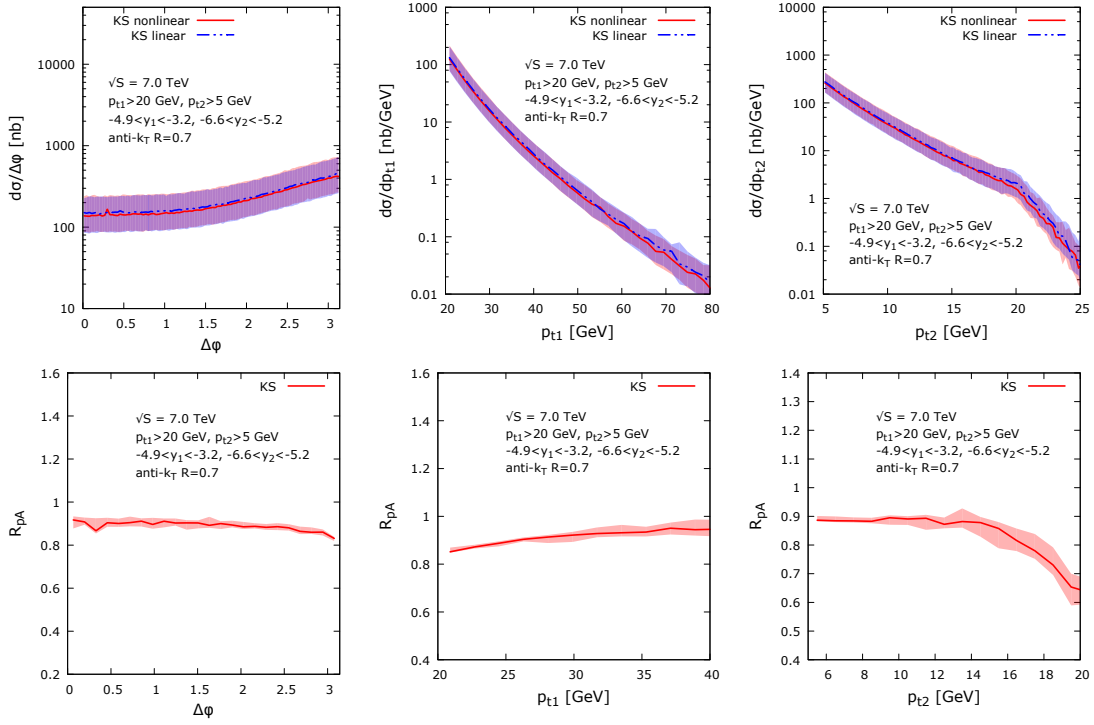 KS nonlinear
KS linear
√S = 7.0 TeV
pt1>20 GeV, pt2>5 GeV
-4.9<y1<-3.2, -6.6<y2<-5.2
anti-kT R=0.7
dσ/Δφ [nb]
10000
1000
100
10
0 0.5 1 1.5 2 2.5 3
Δφ
KS nonlinear
KS linear
√S = 7.0 TeV
pt1>20 GeV, pt2>5 GeV
-4.9<y1<-3.2, -6.6<y2<-5.2
anti-kT R=0.7
dσ/dpt1 [nb/GeV]
1000
100
10
1
0.1
0.01
20 30 40 50 60 70 80
pt1 [GeV]
KS nonlinear
KS linear
√S = 7.0 TeV
pt1>20 GeV, pt2>5 GeV
-4.9<y1<-3.2, -6.6<y2<-5.2
anti-kT R=0.7
dσ/dpt2 [nb/GeV]
10000
1000
100
10
1
0.1
0.01
5 10 15 20 25
pt2 [GeV]
KS
√S = 7.0 TeV
pt1>20 GeV, pt2>5 GeV
-4.9<y1<-3.2, -6.6<y2<-5.2
anti-kT R=0.7
RpA
1.6
1.4
1.2
1
0.8
0.6
0.4
0.2
0 0.5 1 1.5 2 2.5 3
Δφ
KS
√S = 7.0 TeV
pt1>20 GeV, pt2>5 GeV
-4.9<y1<-3.2, -6.6<y2<-5.2
anti-kT R=0.7
RpA
1.6
1.4
1.2
1
0.8
0.6
0.4
20 25 30 35 40
pt1 [GeV]
KS
√S = 7.0 TeV
pt1>20 GeV, pt2>5 GeV
-4.9<y1<-3.2, -6.6<y2<-5.2
anti-kT R=0.7
RpA
1.4
1.3
1.2
1.1
1
0.9
0.8
0.7
0.6
0.5
0.4
6 8 10 12 14 16 18 20
pt2 [GeV]